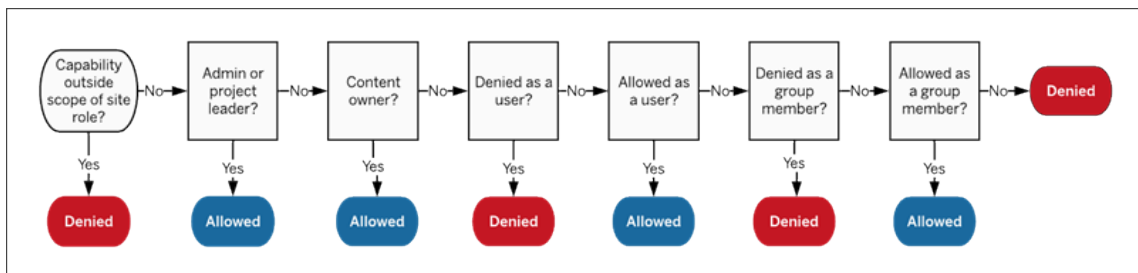 Capability
outside
scope of site
role?
No
Admin or
project
leader?
No
Content
owner?
No
Denied as
a user?
No
Allowed as
a user?
No
Denied as a
group
member?
No
Allowed as
a group
member?
No
Denied
Yes
Yes
Yes
Yes
Yes
Yes
Yes
Denied
Allowed
Allowed
Denied
Allowed
Denied
Allowed